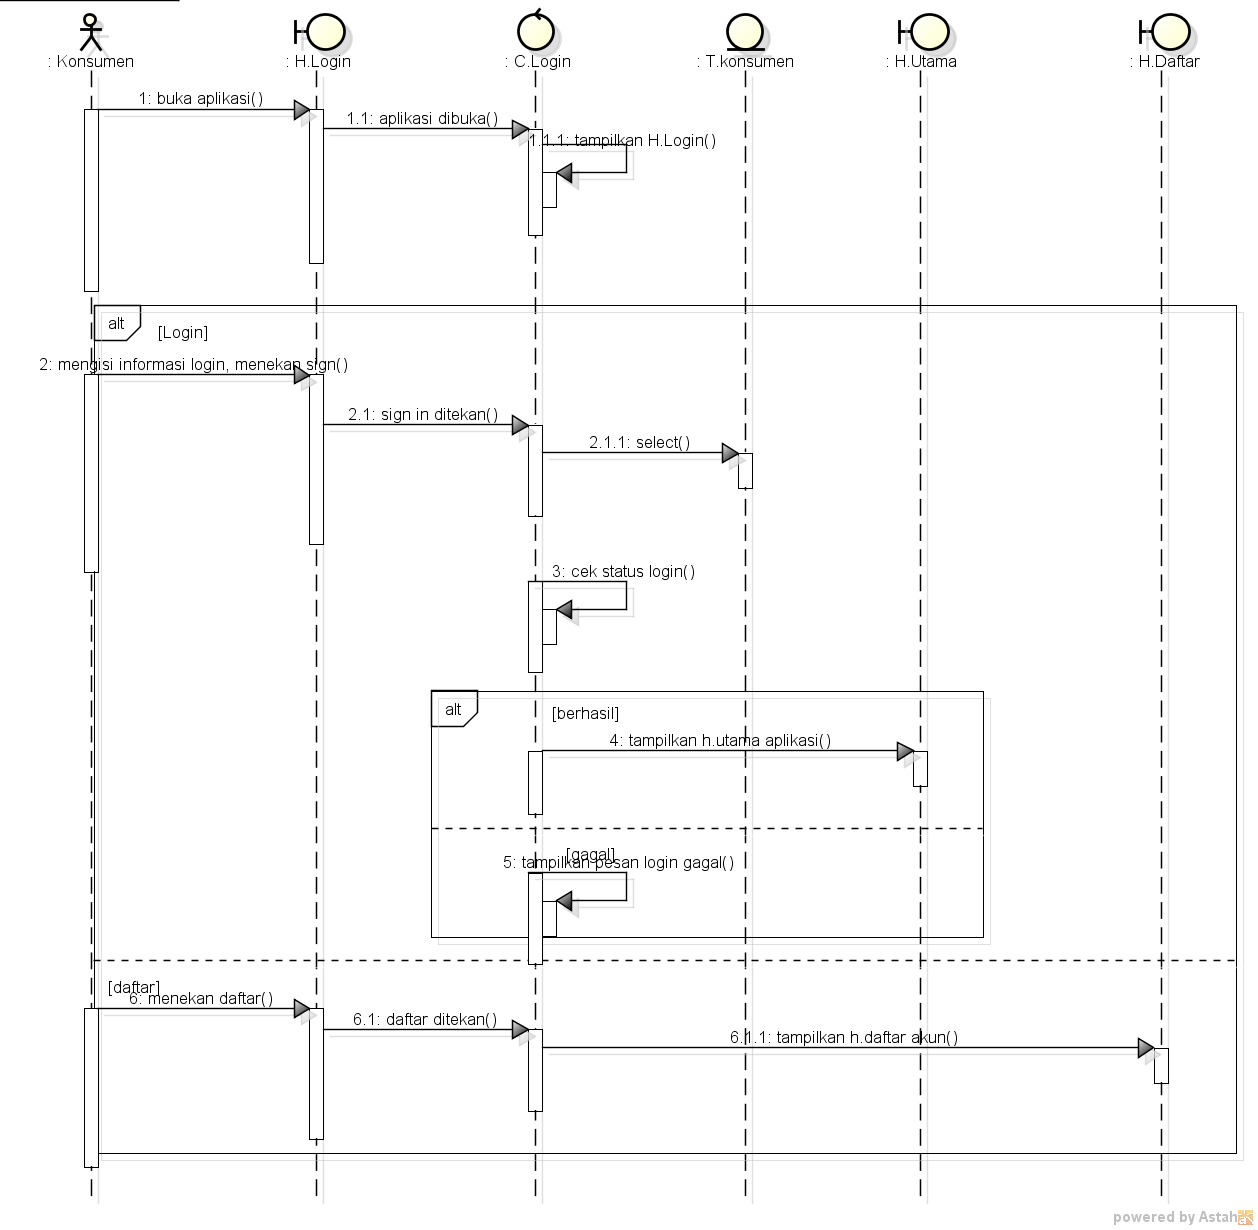 : Konsumen
: H.Login
: C.Login
: T.konsumen
: H.Utama
: H.Daftar
1: buka aplikasi()
1.1: aplikasi dibuka()
1.1.1: tampilkan H.Login()
alt
[Login]
2: mengisi informasi login, menekan sign()
2.1: sign in ditekan()
2.1.1: select()
3: cek status login()
alt
[berhasil]
4: tampilkan h.utama aplikasi()
[gagal]
5: tampilkan pesan login gagal()
[daftar]
6: menekan daftar()
6.1: daftar ditekan()
6.1.1: tampilkan h.daftar akun()
powered by Astah